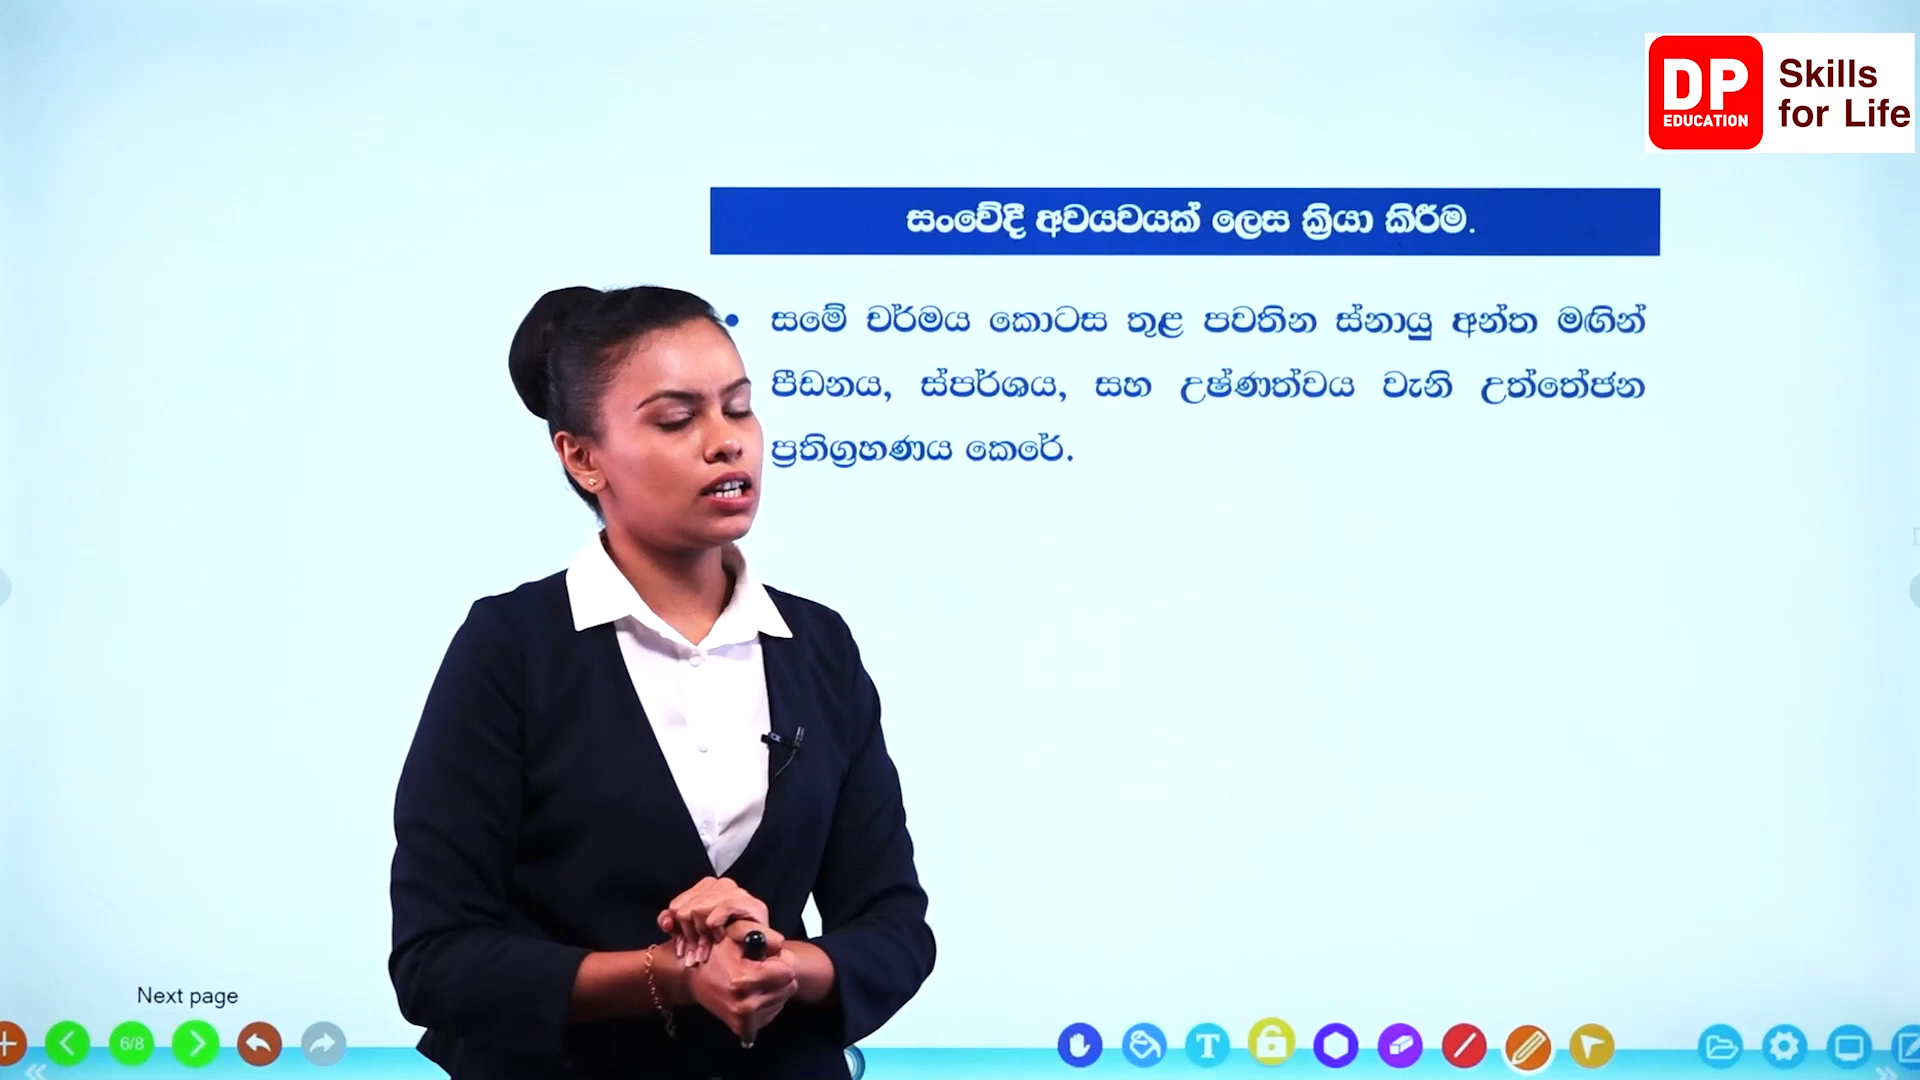 DP
EDUCATION
Skills
for Life
සංවේදී අවයවයක් ලෙස ක්‍රියා කිරීම.
• සමේ චර්මය කොටස තුළ පවතින ස්නායු අන්ත මඟින්
පීඩනය, ස්පර්ශය, සහ උෂ්ණත්වය වැනි උත්තේජන
ප්‍රතිග්‍රහණය කෙරේ.
Next page
6/8
T